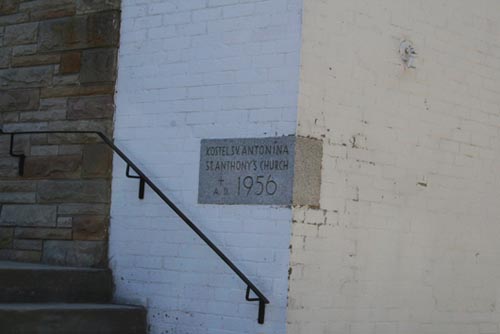 KOSTEL SV. ANTONINA
ST. ANTHONY'S CHURCH
A. D. 1956